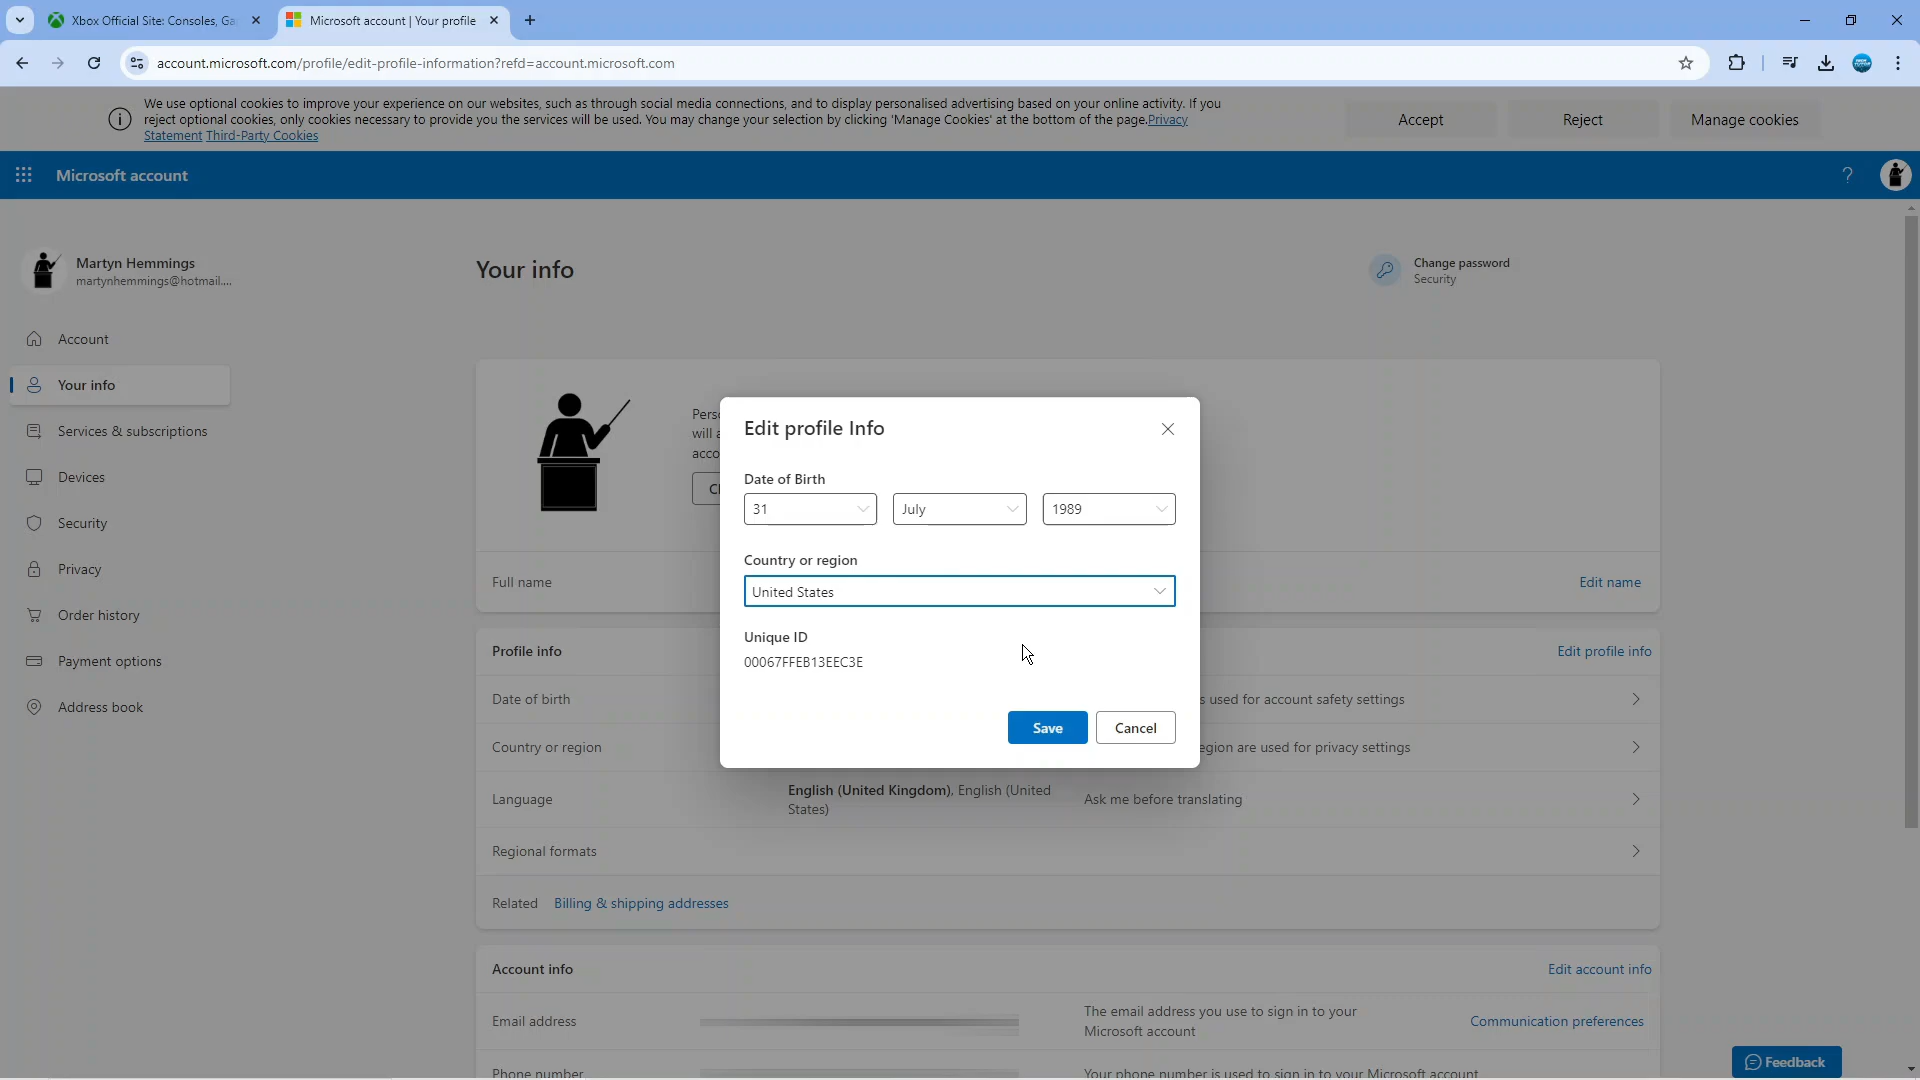 Xbox Official Site: Consoles, Ga
Microsoft account | Your profile
account.microsoft.com/profile/edit-profile-information?refd=account.microsoft.com
We use optional cookies to improve your experience on our websites, such as through social media connections, and to display personalised advertising based on your online activity. If you
reject optional cookies, only cookies necessary to provide you the services will be used. You may change your selection by clicking 'Manage Cookies' at the bottom of the page.Privacy
Statement Third-Party Cookies
Accept
Reject
Manage cookies
Microsoft account
?
Martyn Hemmings
martynhemmings@hotmail....
Account
Your info
Services & subscriptions
Devices
Security
Privacy
Order history
Payment options
Address book
Your info
Change password
Security
Pers
will a
acco
Cl
Full name
Edit name
Profile info
Edit profile info
Date of birth
s used for account safety settings
Country or region
egion are used for privacy settings
Language
English (United Kingdom), English (United
States)
Ask me before translating
Regional formats
Related
Billing & shipping addresses
Account info
Edit account info
Email address
The email address you use to sign in to your
Microsoft account
Communication preferences
Phone number
Your phone number is used to sign in to your Microsoft account
Feedback
Edit profile Info
Date of Birth
31
July
1989
Country or region
United States
Unique ID
00067FFEB13EEC3E
Save
Cancel